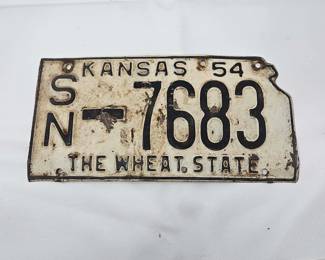 KANSAS 54
SN-7683
THE WHEAT STATE